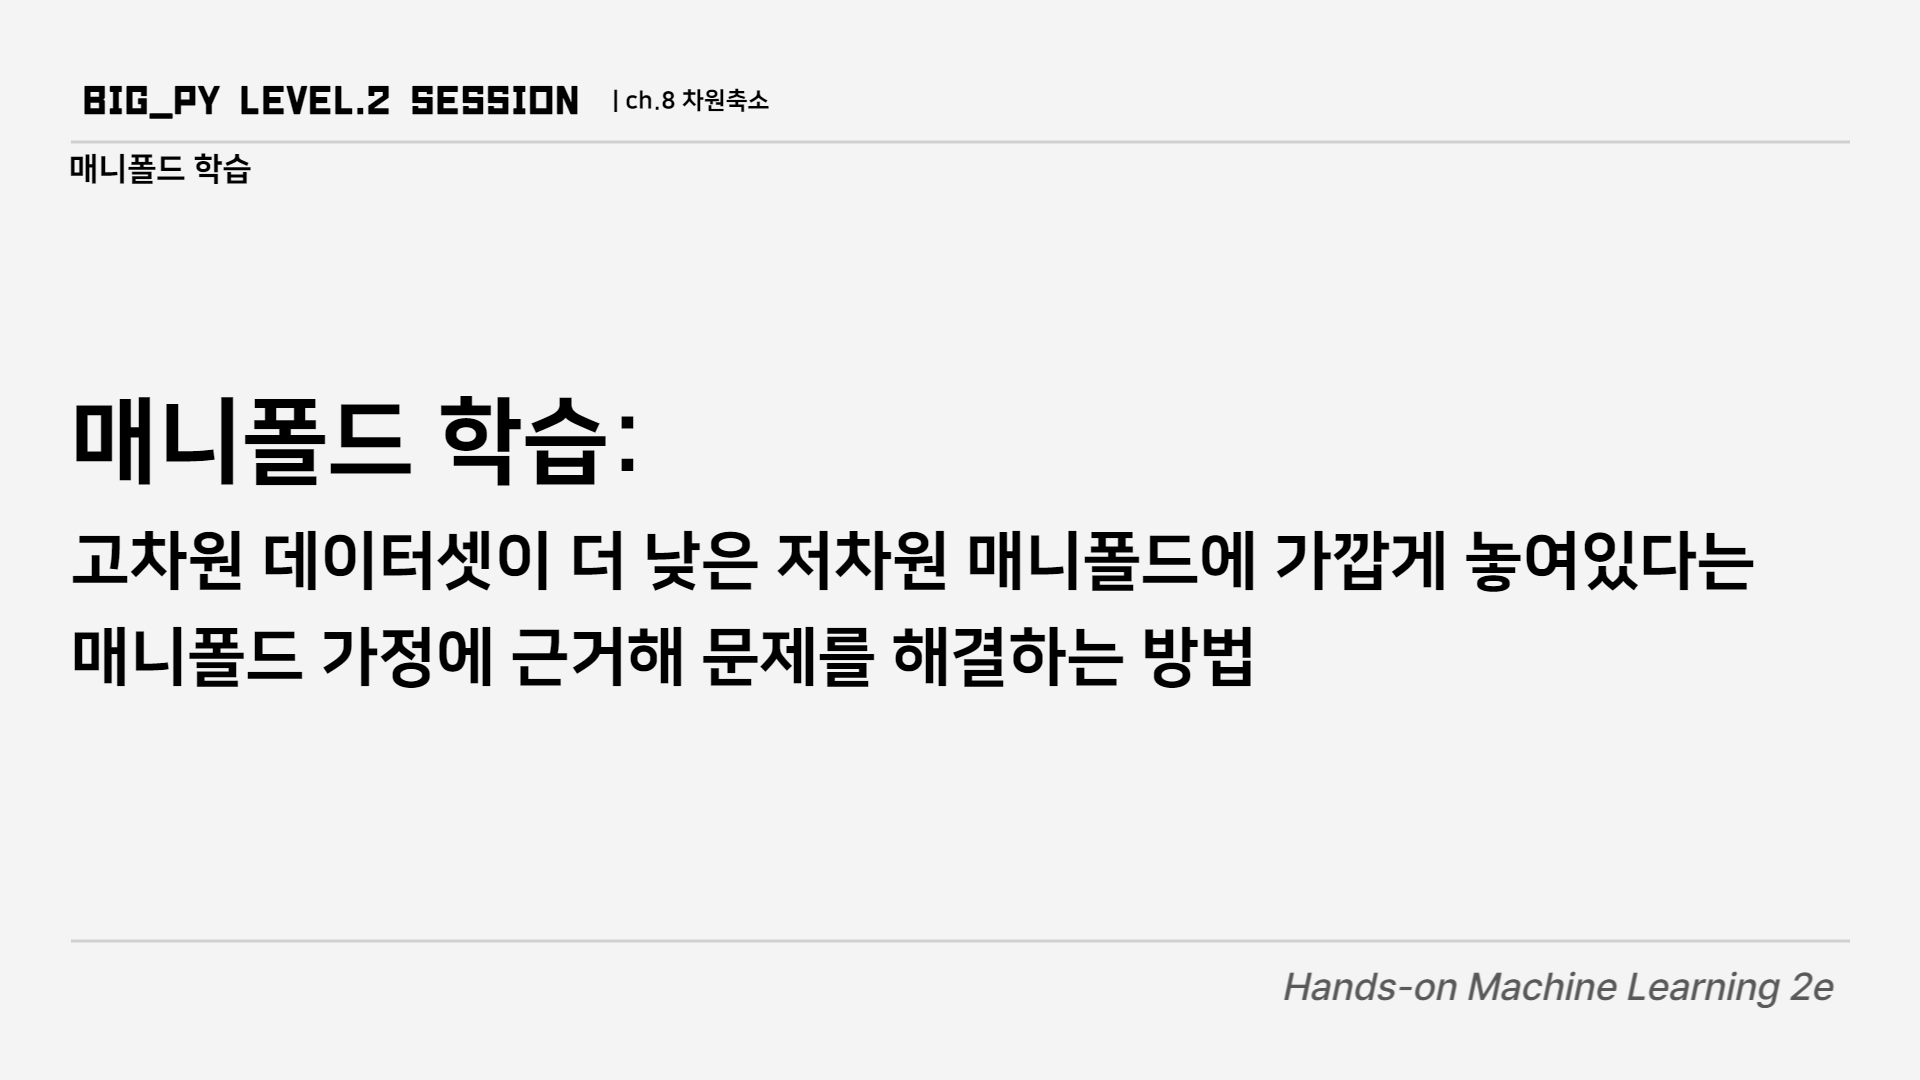 BIG_PY LEVEL.2 SESSION | ch.8 차원축소
매니폴드 학습
매니폴드 학습:
고차원 데이터셋이 더 낮은 저차원 매니폴드에 가깝게 놓여있다는
매니폴드 가정에 근거해 문제를 해결하는 방법
Hands-on Machine Learning 2e